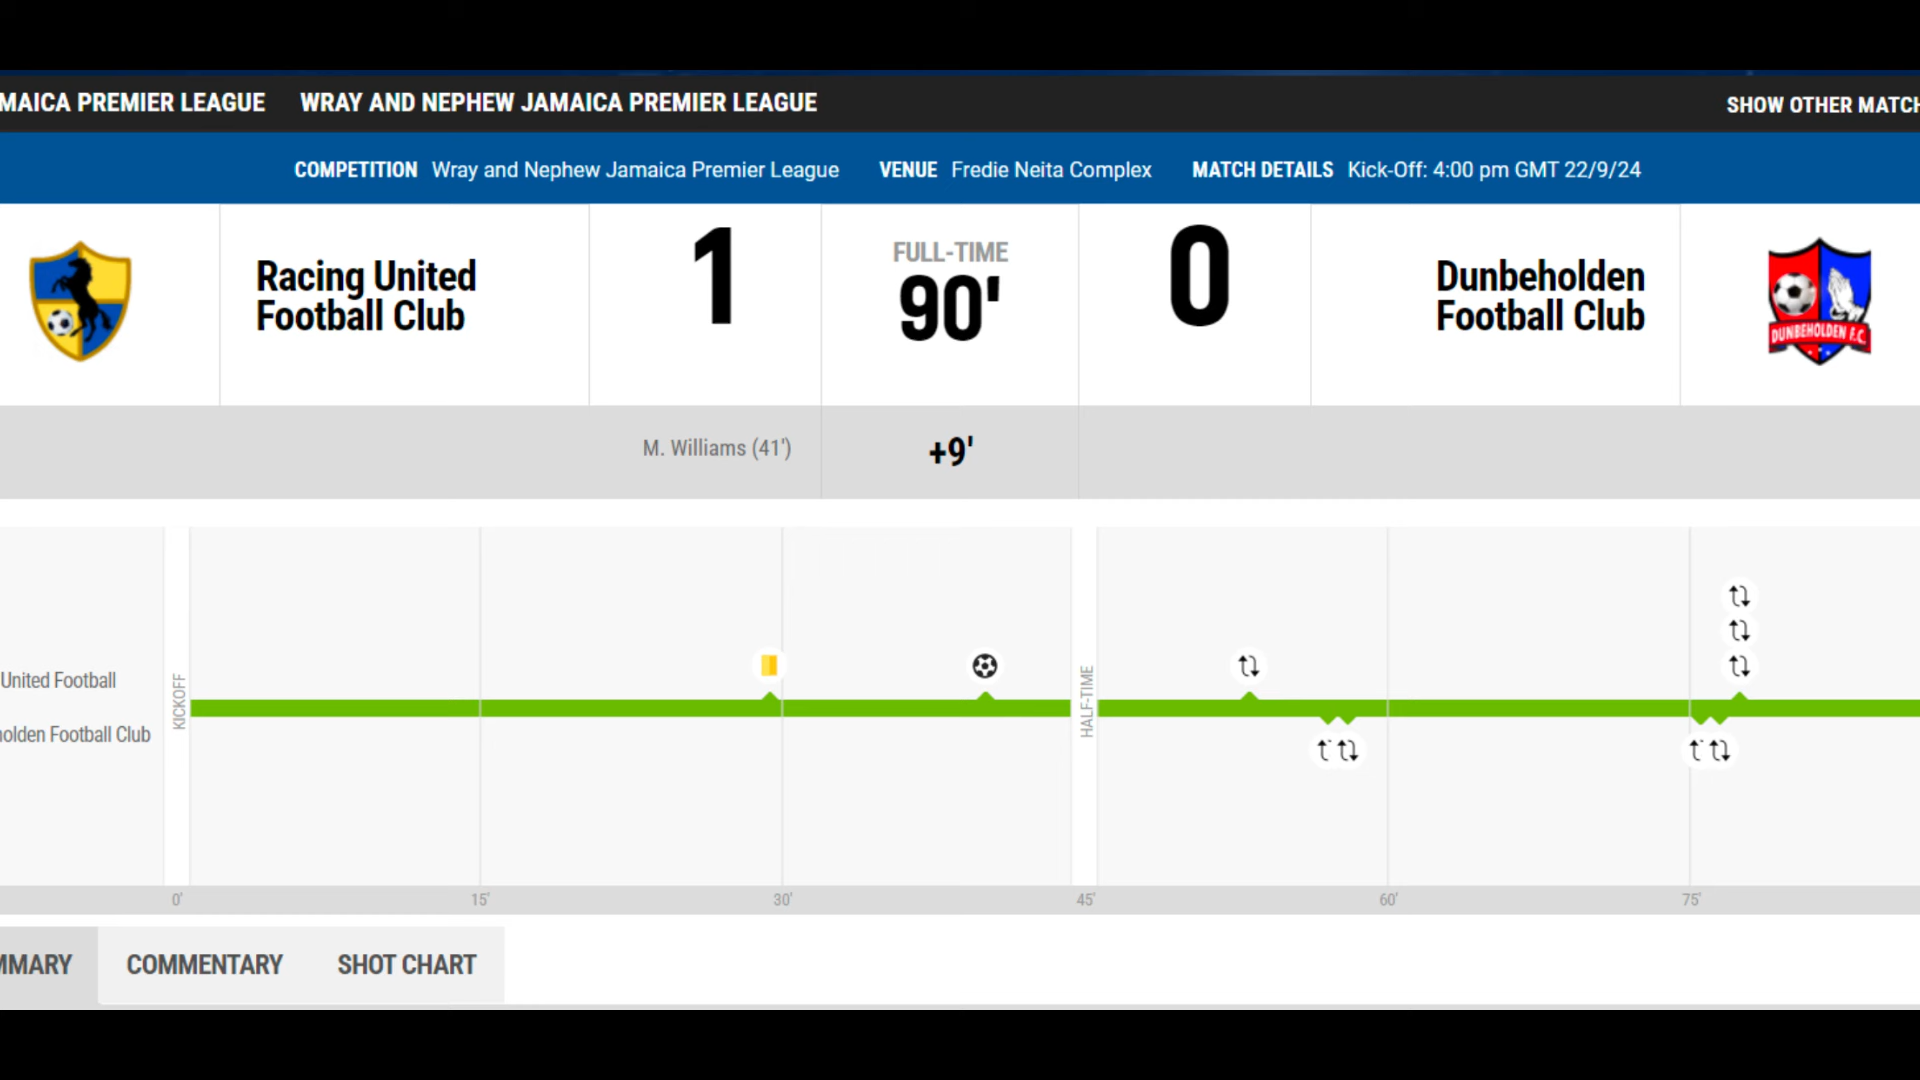 MAICA PREMIER LEAGUE WRAY AND NEPHEW JAMAICA PREMIER LEAGUE SHOW OTHER MATCH
COMPETITION Wray and Nephew Jamaica Premier League VENUE Fredie Neita Complex MATCH DETAILS Kick-Off: 4:00 pm GMT 22/9/24
Racing United
Football Club
1
FULL-TIME
90'
0
Dunbeholden
Football Club
DUNBEHOLDEN F.C.
M. Williams (41')
+9'
United Football
holden Football Club
KICKOFF
HALF-TIME
0' 15' 30' 45' 60' 75'
MMARY COMMENTARY SHOT CHART